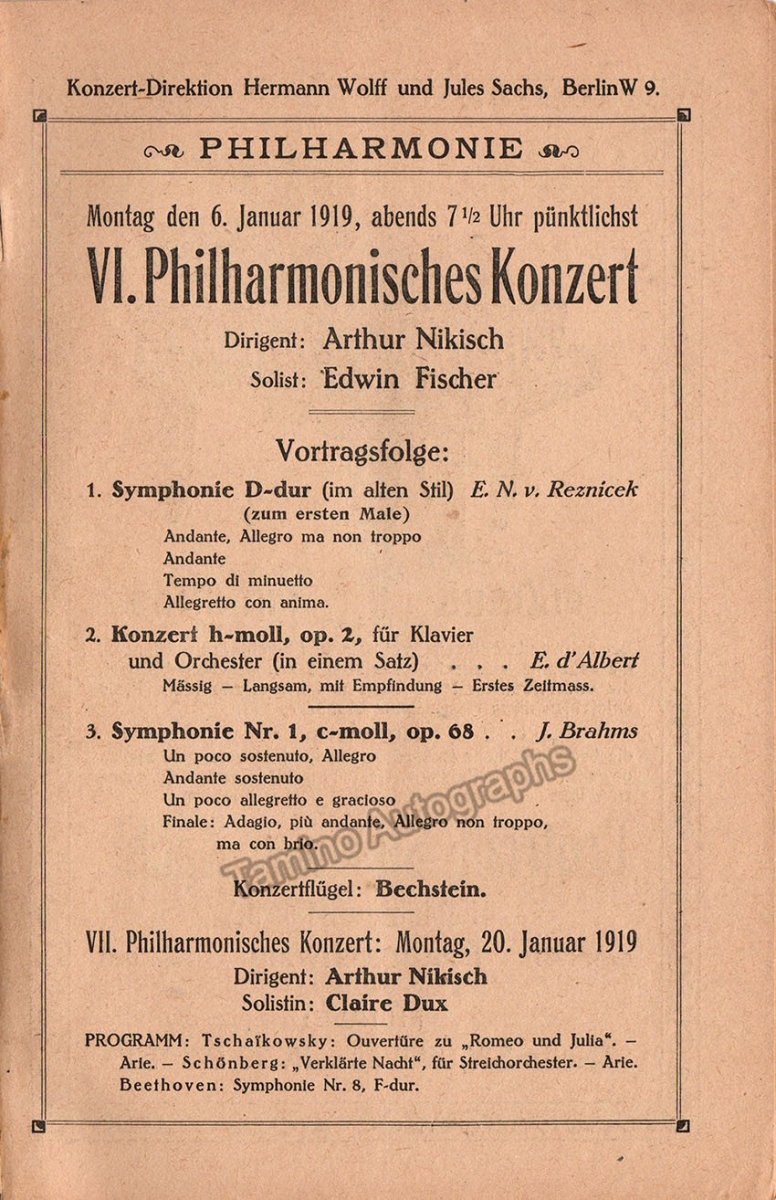 Konzert-Direktion Hermann Wolff und Jules Sachs, Berlin W 9.
PHILHARMONIE
Montag den 6. Januar 1919, abends 7 1/2 Uhr pünktlichst
VI. Philharmonisches Konzert
Dirigent: Arthur Nikisch
Solist: Edwin Fischer
Vortragsfolge:
1. Symphonie D-dur (im alten Stil) E. N. v. Reznicek
(zum ersten Male)
Andante, Allegro ma non troppo
Andante
Tempo di minuetto
Allegretto con anima.
2. Konzert h-moll, op. 2, für Klavier
und Orchester (in einem Satz) . . . E. d'Albert
Mässig — Langsam, mit Empfindung — Erstes Zeitmass.
3. Symphonie Nr. 1, c-moll, op. 68 . . J. Brahms
Un poco sostenuto, Allegro
Andante sostenuto
Un poco allegretto e gracioso
Finale: Adagio, più andante, Allegro non troppo,
ma con brio.
Tamino Autographs
Konzertflügel: Bechstein.
VII. Philharmonisches Konzert: Montag, 20. Januar 1919
Dirigent: Arthur Nikisch
Solistin: Claire Dux
PROGRAMM: Tschaïkowsky: Ouvertüre zu „Romeo und Julia“. —
Arie. — Schönberg: „Verklärte Nacht“, für Streichorchester. — Arie.
Beethoven: Symphonie Nr. 8, F-dur.